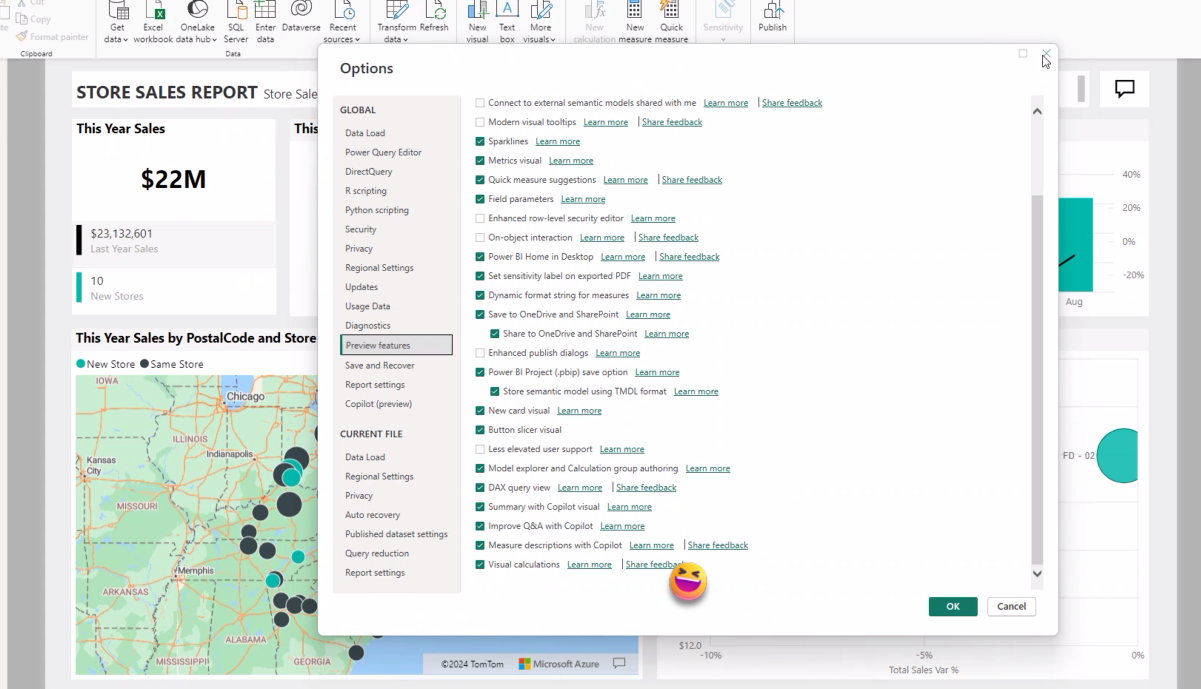 Cut
Copy
Format painter
Clipboard
Get data
Excel workbook
OneLake data hub
SQL Server
Enter data
Dataverse
Recent sources
Data
Transform data
Refresh
New visual
Text box
More visuals
New calculation
New measure
Quick measure
Sensitivity
Publish
STORE SALES REPORT Store Sale
This Year Sales
This
$22M
$23,132,601
Last Year Sales
10
New Stores
This Year Sales by PostalCode and Store
New Store Same Store
IOWA
Chicago
ILLINOIS
Indianapolis
Kansas City
MISSOURI
Memphis
ARKANSAS
ALABAMA
MISSISSIPPI
GEORGIA
©2024 TomTom Microsoft Azure
Options
GLOBAL
Data Load
Power Query Editor
DirectQuery
R scripting
Python scripting
Security
Privacy
Regional Settings
Updates
Usage Data
Diagnostics
Preview features
Save and Recover
Report settings
Copilot (preview)
CURRENT FILE
Data Load
Regional Settings
Privacy
Auto recovery
Published dataset settings
Query reduction
Report settings
Connect to external semantic models shared with me Learn more | Share feedback
Modern visual tooltips Learn more | Share feedback
Sparklines Learn more
Metrics visual Learn more
Quick measure suggestions Learn more | Share feedback
Field parameters Learn more
Enhanced row-level security editor Learn more
On-object interaction Learn more | Share feedback
Power BI Home in Desktop Learn more | Share feedback
Set sensitivity label on exported PDF Learn more
Dynamic format string for measures Learn more
Save to OneDrive and SharePoint Learn more
Share to OneDrive and SharePoint Learn more
Enhanced publish dialogs Learn more
Power BI Project (.pbip) save option Learn more
Store semantic model using TMDL format Learn more
New card visual Learn more
Button slicer visual
Less elevated user support Learn more
Model explorer and Calculation group authoring Learn more
DAX query view Learn more | Share feedback
Summary with Copilot visual Learn more
Improve Q&A with Copilot Learn more
Measure descriptions with Copilot Learn more | Share feedback
Visual calculations Learn more | Share feedba
OK
Cancel
40%
20%
0%
-20%
Aug
FD - 02
$12.0
-10%
-5%
0%
Total Sales Var %